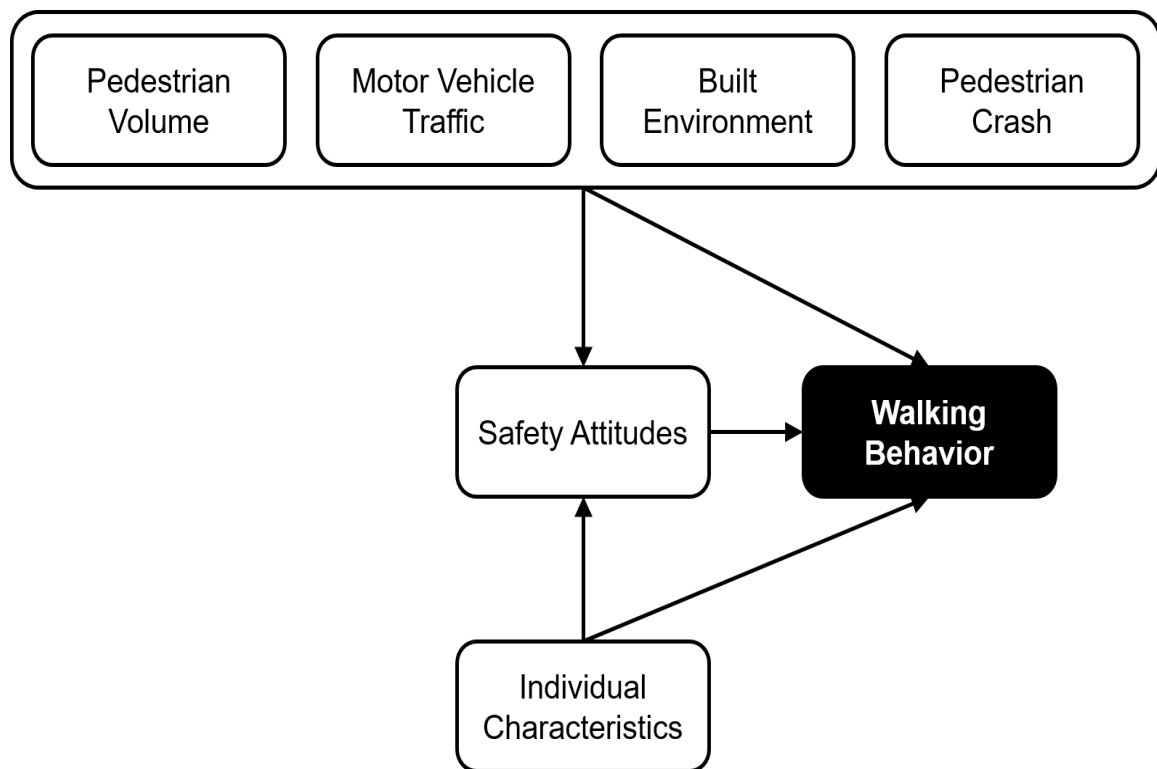 Pedestrian
Volume
Motor Vehicle
Traffic
Built
Environment
Pedestrian
Crash
Safety Attitudes
Walking
Behavior
Individual
Characteristics